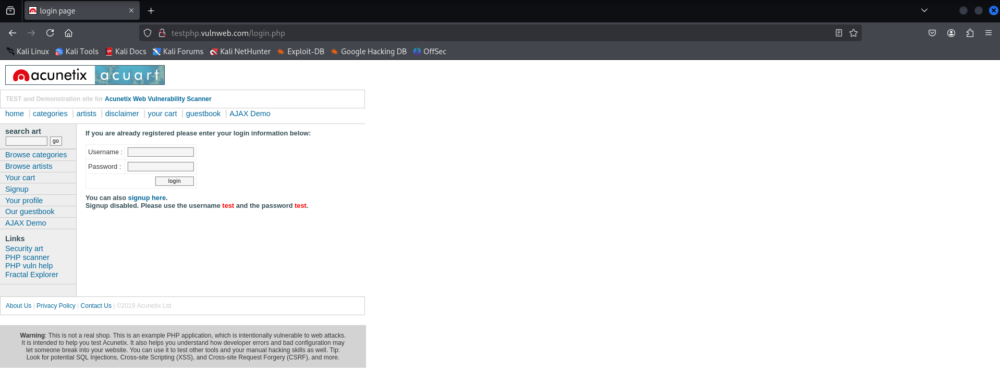 login page
testphp.vulnweb.com/login.php
Kali Linux Kali Tools Kali Docs Kali Forums Kali NetHunter Exploit-DB Google Hacking DB OffSec
acunetix acuart
TEST and Demonstration site for Acunetix Web Vulnerability Scanner
home | categories | artists | disclaimer | your cart | guestbook | AJAX Demo
search art
go
Browse categories
Browse artists
Your cart
Signup
Your profile
Our guestbook
AJAX Demo
Links
Security art
PHP scanner
PHP vuln help
Fractal Explorer
If you are already registered please enter your login information below:
Username :
Password :
login
You can also signup here.
Signup disabled. Please use the username test and the password test.
About Us | Privacy Policy | Contact Us | ©2019 Acunetix Ltd
Warning: This is not a real shop. This is an example PHP application, which is intentionally vulnerable to web attacks.
It is intended to help you test Acunetix. It also helps you understand how developer errors and bad configuration may
let someone break into your website. You can use it to test other tools and your manual hacking skills as well. Tip:
Look for potential SQL Injections, Cross-site Scripting (XSS), and Cross-site Request Forgery (CSRF), and more.